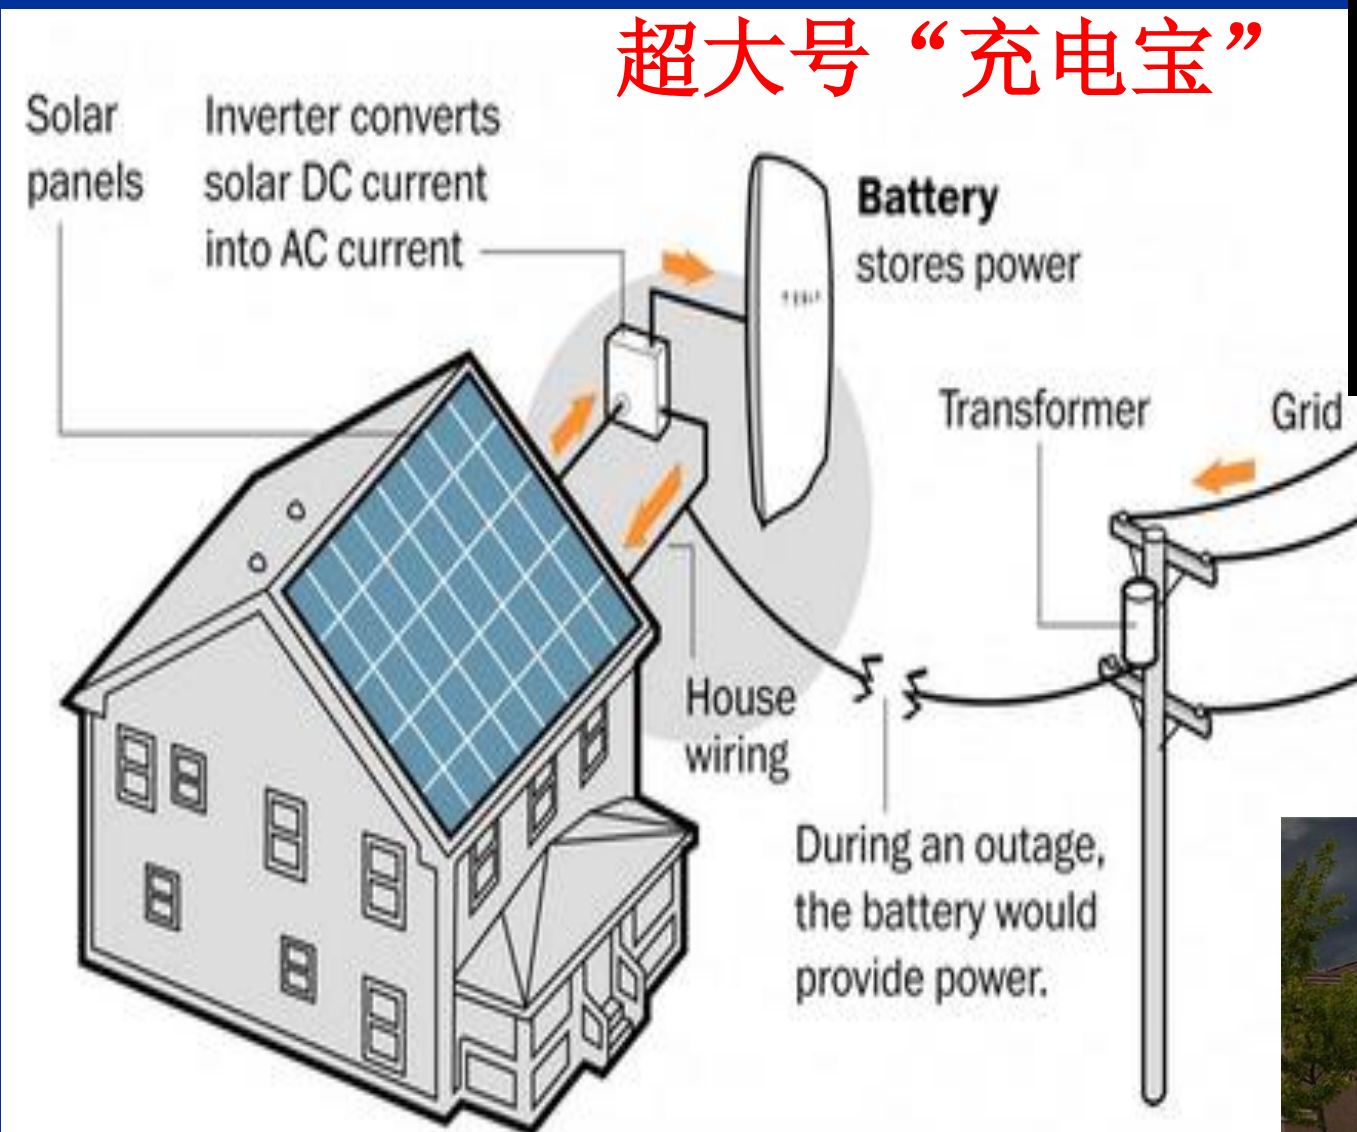 超大号“充电宝”
Solar
panels
Inverter converts
solar DC current
into AC current
Battery
stores power
TESLA
Transformer
Grid
House
wiring
During an outage,
the battery would
provide power.